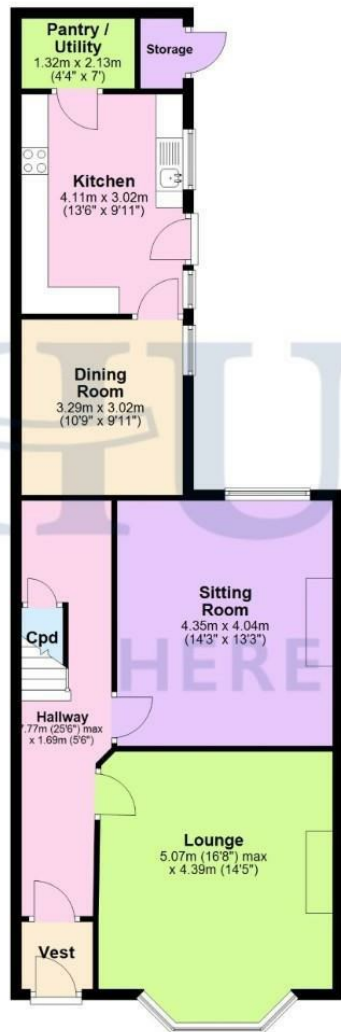 Pantry /
Utility
1.32m x 2.13m
(4'4" x 7')
Storage
Kitchen
4.11m x 3.02m
(13'6" x 9'11")
Dining
Room
3.29m x 3.02m
(10'9" x 9'11")
Sitting
Room
4.35m x 4.04m
(14'3" x 13'3")
HERE
Cpd
Hallway
7.77m (25'6") max
x 1.69m (5'6")
Lounge
5.07m (16'8") max
x 4.39m (14'5")
Vest